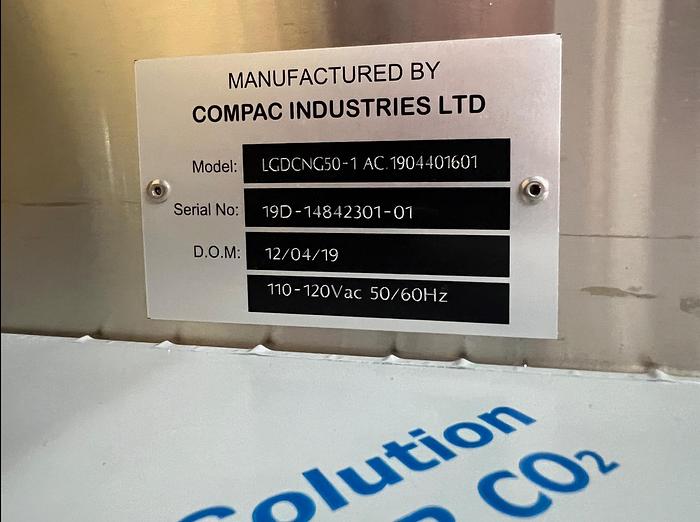 MANUFACTURED BY
COMPAC INDUSTRIES LTD
Model: LGDCNG50-1 AC.1904401601
Serial No: 19D-14842301-01
D.O.M: 12/04/19
110-120Vac 50/60Hz
Solution
CO₂